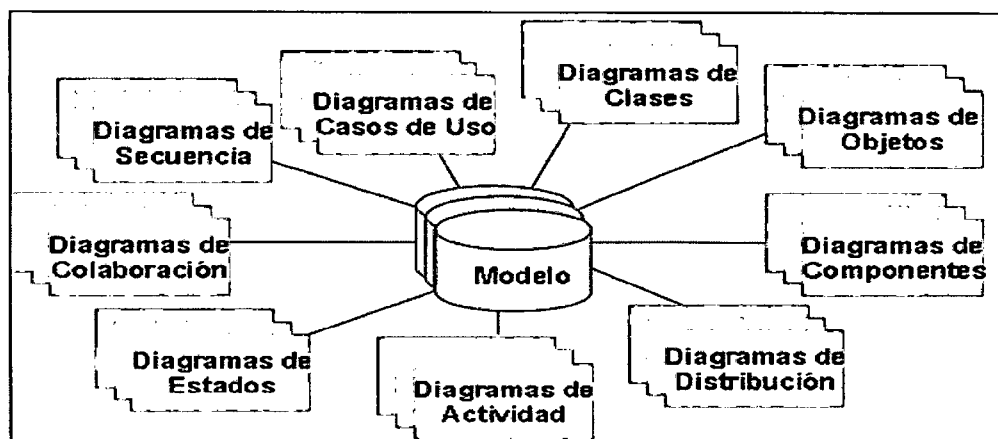 Diagramas de
Clases
Diagramas de
Casos de Uso
Diagramas de
Objetos
Diagramas de
Secuencia
Diagramas de
Colaboración
Diagramas de
Componentes
Modelo
Diagramas de
Estados
Diagramas de
Distribución
Diagramas de
Actividad